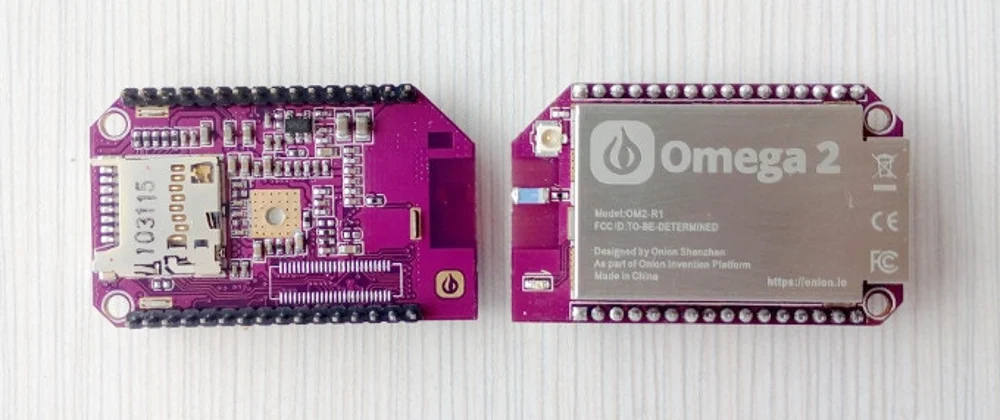 103115
Omega 2
Model:OM2-R1
FCC ID:TO-BE-DETERMINED
Designed by Onion Shenzhen
As part of Onion Invention Platform
Made in China
https://onion.io
CE
FC